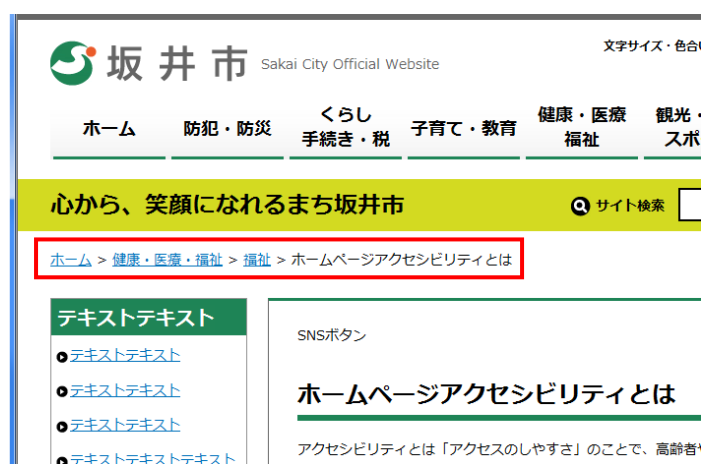 坂井市 Sakai City Official Website
文字サイズ・色合
ホーム 防犯・防災 くらし 手続き・税 子育て・教育 健康・医療 福祉 観光・ スポ
心から、笑顔になれるまち坂井市
サイト検索
ホーム > 健康・医療・福祉 > 福祉 > ホームページアクセシビリティとは
テキストテキスト
テキストテキスト
テキストテキスト
テキストテキスト
テキストテキストテキスト
SNSボタン
ホームページアクセシビリティとは
アクセシビリティとは「アクセスのしやすさ」のことで、高齢者